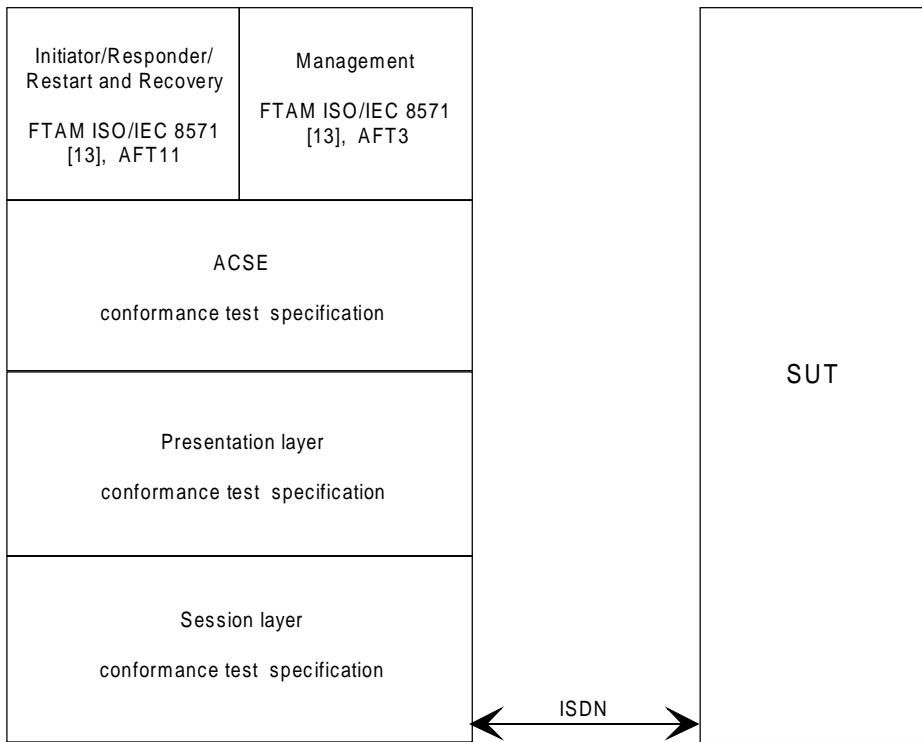 Initiator/Responder/
Restart and Recovery
FTAM ISO/IEC 8571
[13], AFT11
Management
FTAM ISO/IEC 8571
[13], AFT3
ACSE
conformance test specification
SUT
Presentation layer
conformance test specification
Session layer
conformance test specification
ISDN